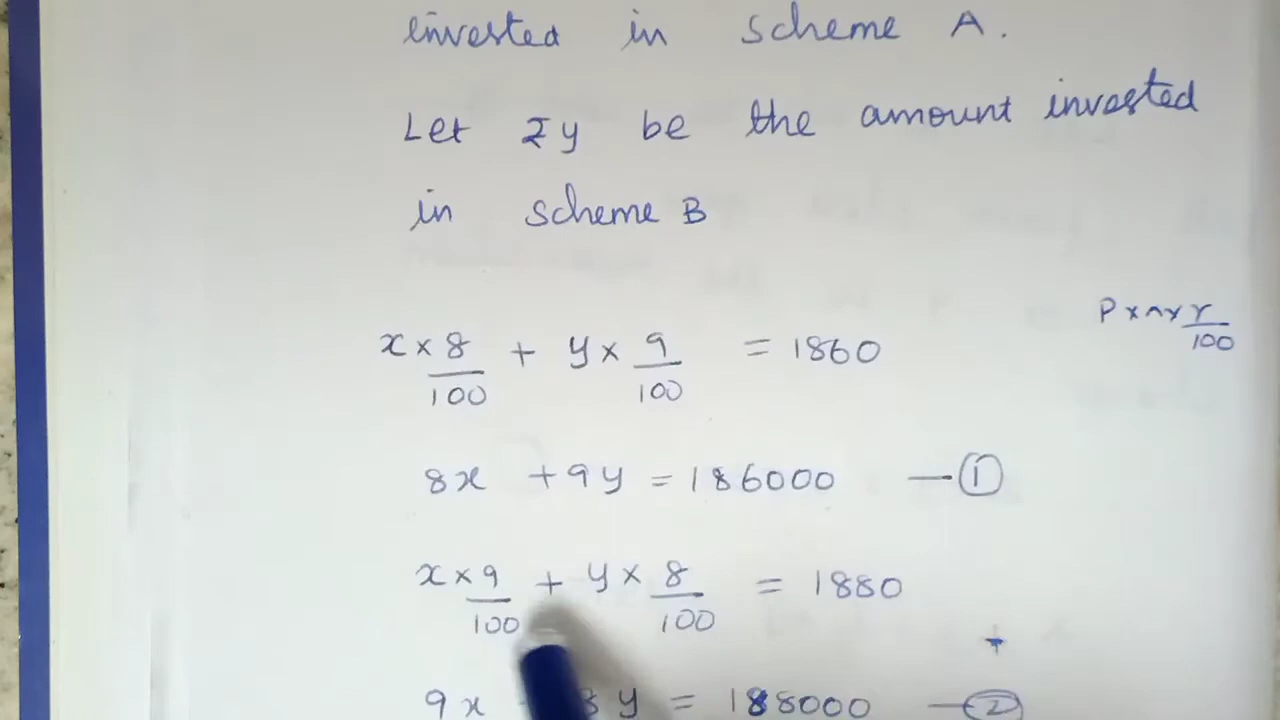 invested in scheme A.
Let ₹y be the amount invested
in scheme B
P×n×r/100
x×8/100 + y×9/100 = 1860
8x +9y = 186000 —①
x×9/100 + y×8/100 = 1880
+
9x 8y = 188000 —②